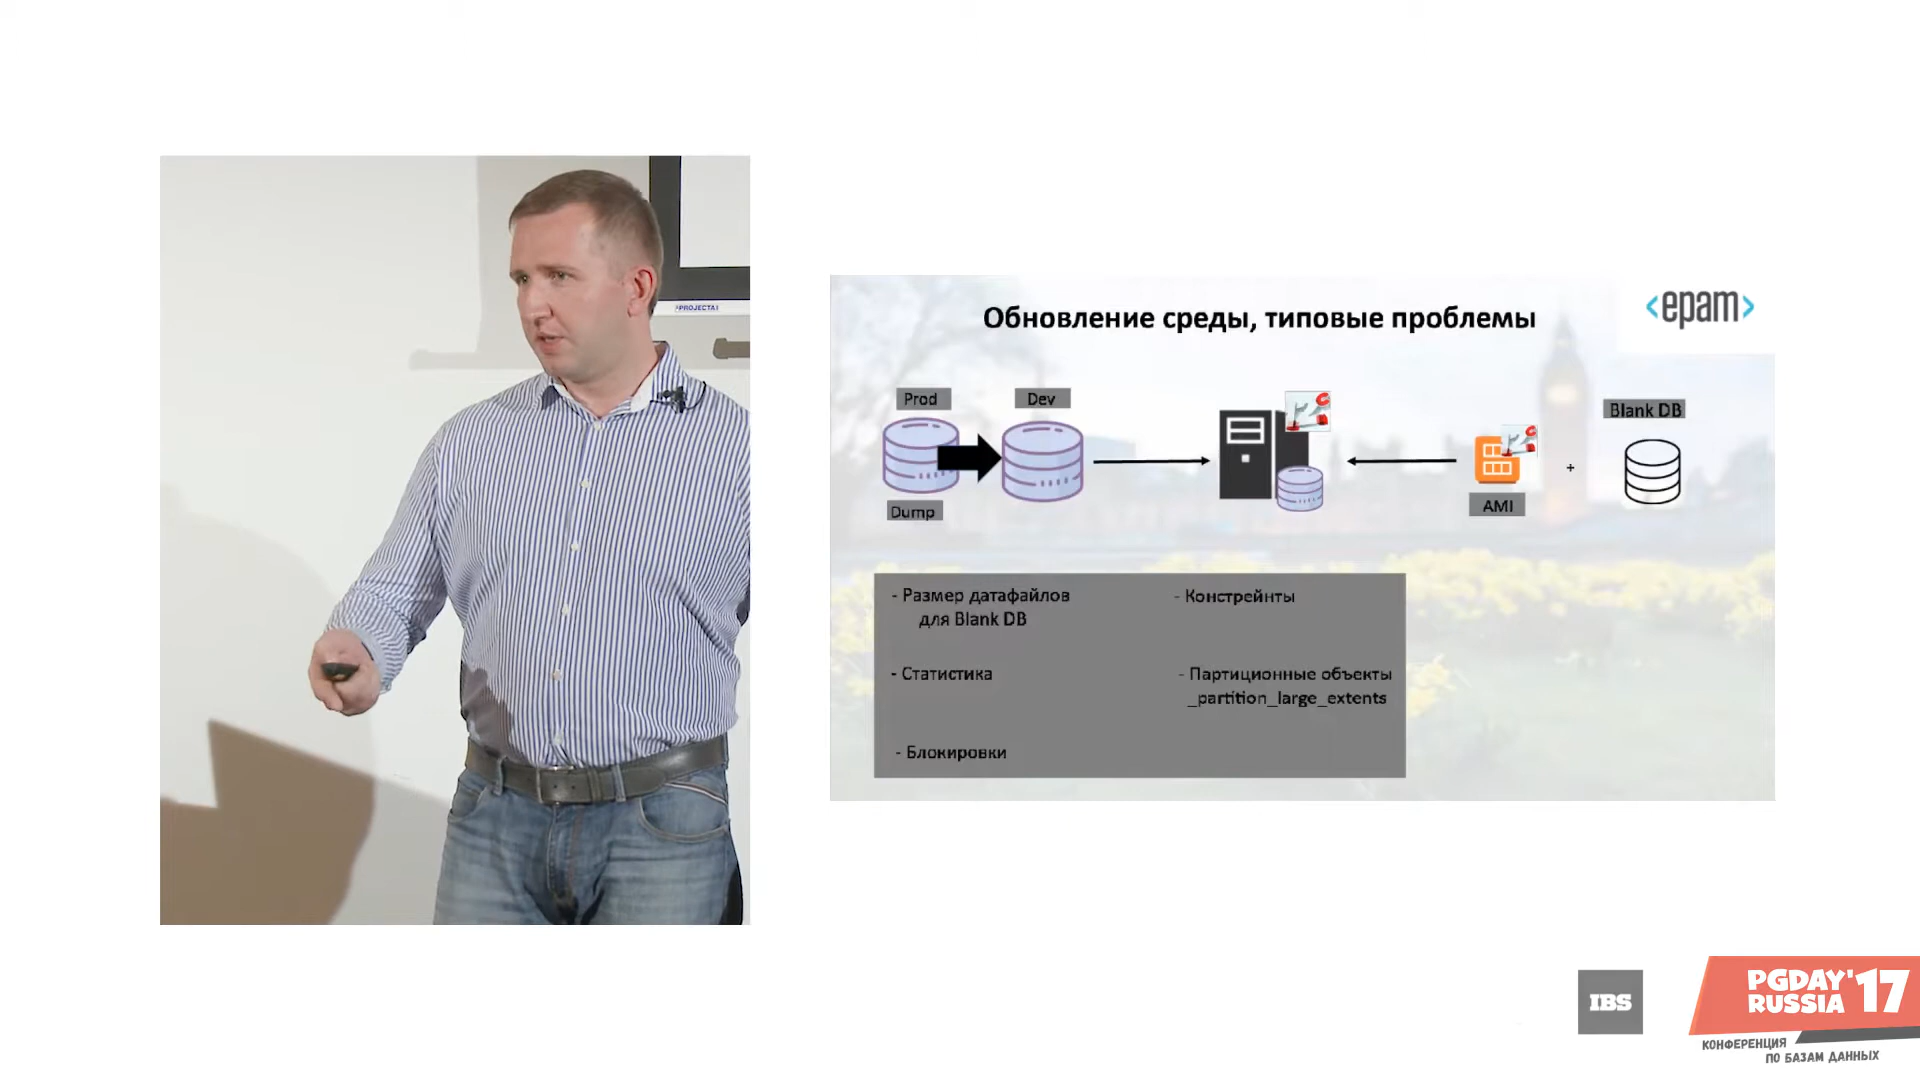 PROJECTA
Обновление среды, типовые проблемы
<epam>
Prod
Dev
Dump
AMI
+
Blank DB
- Размер датафайлов
для Blank DB
- Статистика
- Блокировки
- Констрейнты
- Партиционные объекты
_partition_large_extents
IBS
PGDAY'17
RUSSIA
КОНФЕРЕНЦИЯ
ПО БАЗАМ ДАННЫХ